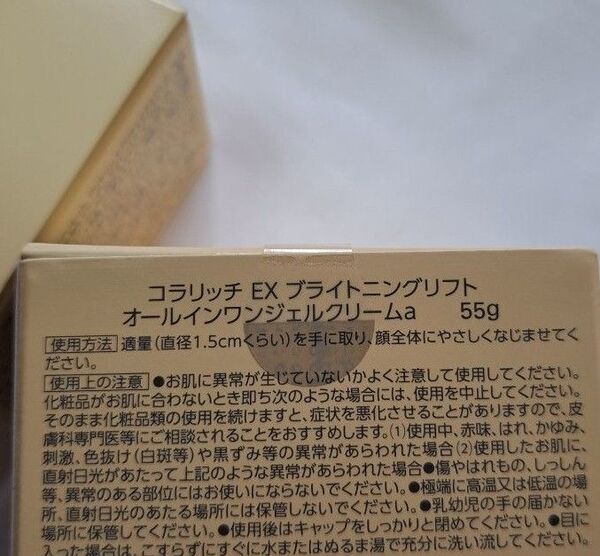 コラリッチ EX ブライトニングリフト
オールインワンジェルクリームa 55g
使用方法 適量(直径1.5cmくらい)を手に取り、顔全体にやさしくなじませてく
ださい。
使用上の注意 ●お肌に異常が生じていないかよく注意して使用してください。
化粧品がお肌に合わないとき即ち次のような場合には、使用を中止してください。
そのまま化粧品類の使用を続けますと、症状を悪化させることがありますので、皮
膚科専門医等にご相談されることをおすすめします。(1)使用中、赤味、はれ、かゆみ、
刺激、色抜け(白斑等)や黒ずみ等の異常があらわれた場合(2)使用したお肌に、
直射日光があたって上記のような異常があらわれた場合●傷やはれもの、しっしん
等、異常のある部位にはお使いにならないでください。●極端に高温又は低温の場
所、直射日光のあたる場所には保管しないでください。●乳幼児の手の届かない
場所に保管してください。●使用後はキャップをしっかりと閉めてください。●目に
入った場合は、こすらずにすぐに水またはぬるま湯で充分に洗い流してください。